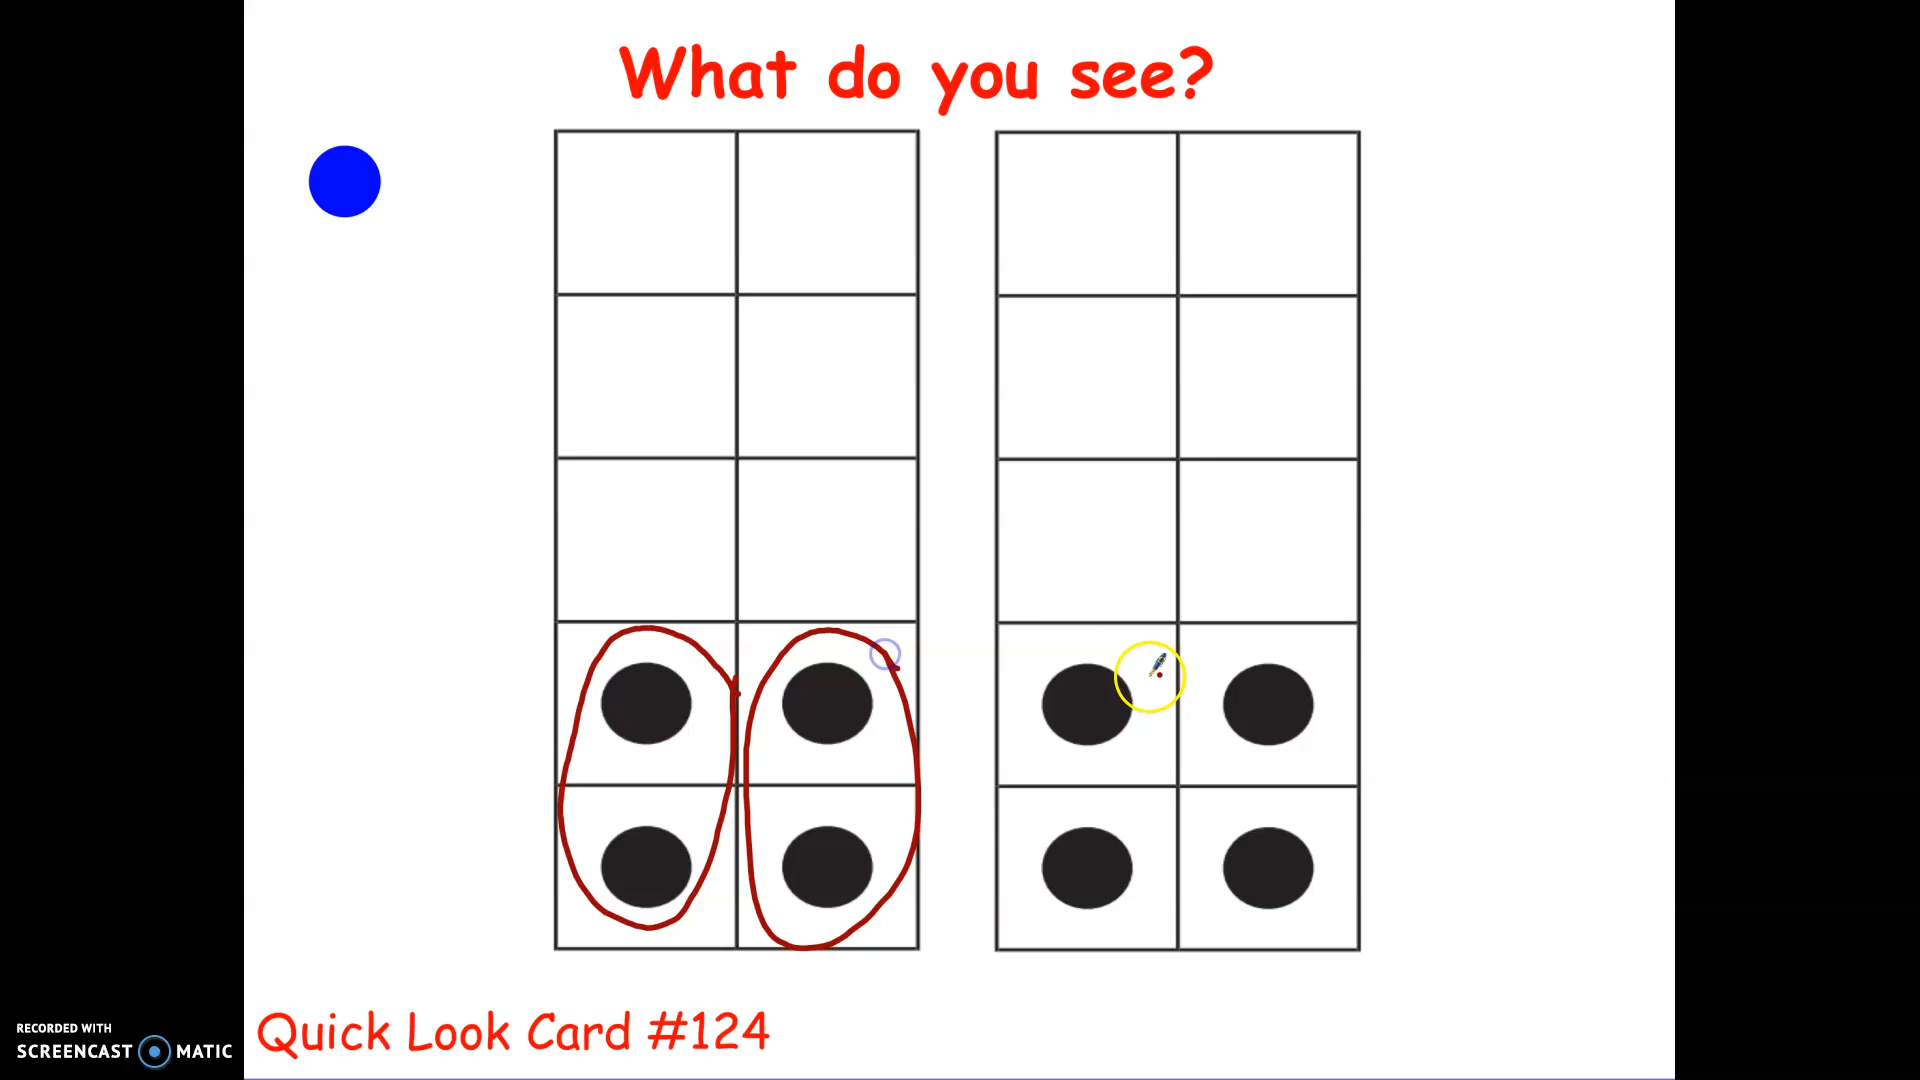 What do you see?
Quick Look Card #124
RECORDED WITH
SCREENCAST MATIC